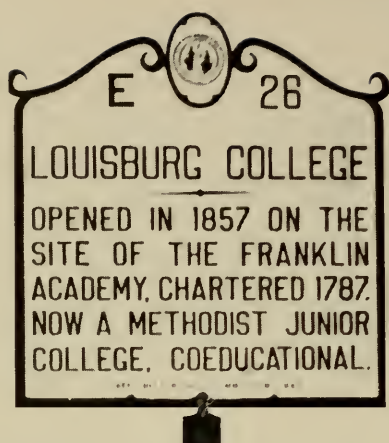 E 26
LOUISBURG COLLEGE
OPENED IN 1857 ON THE
SITE OF THE FRANKLIN
ACADEMY, CHARTERED 1787.
NOW A METHODIST JUNIOR
COLLEGE, COEDUCATIONAL.